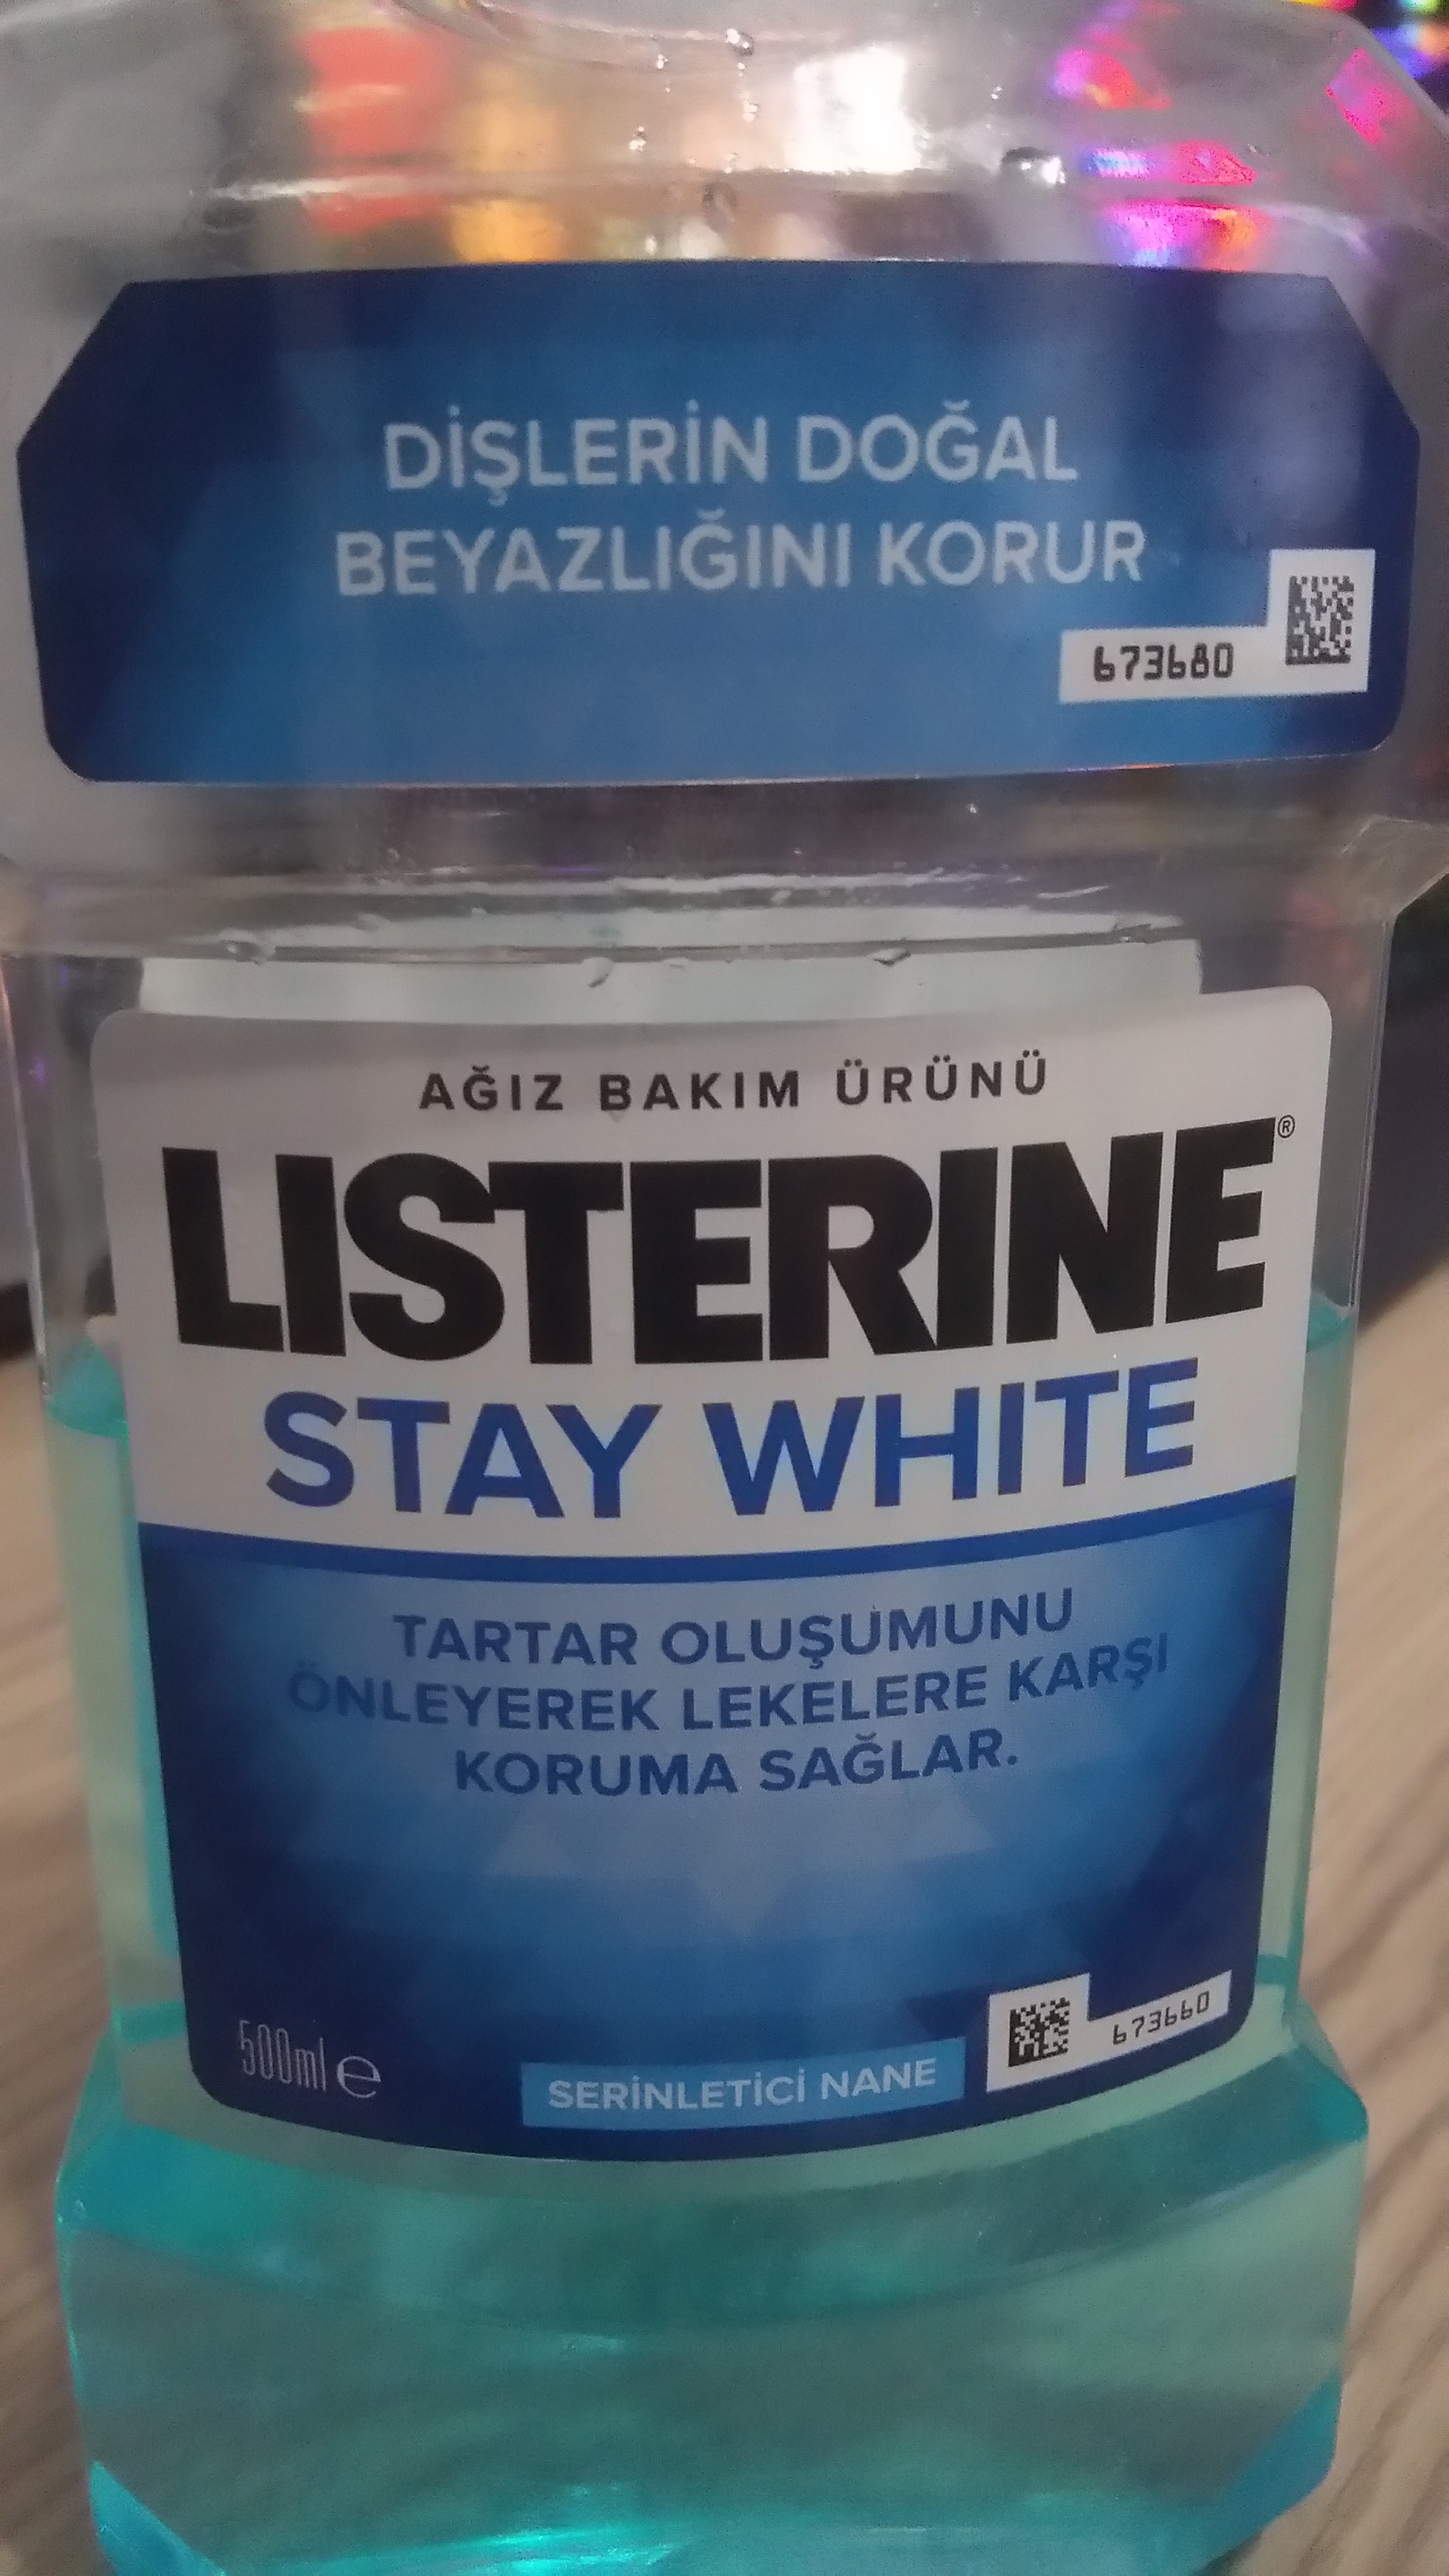 DİŞLERİN DOĞAL
BEYAZLIĞINI KORUR
673680
AĞIZ BAKIM ÜRÜNÜ
LISTERINE®
STAY WHITE
TARTAR OLUŞUMUNU
ÖNLEYEREK LEKELERE KARŞI
KORUMA SAĞLAR.
500ml e
SERİNLETİCİ NANE
673660